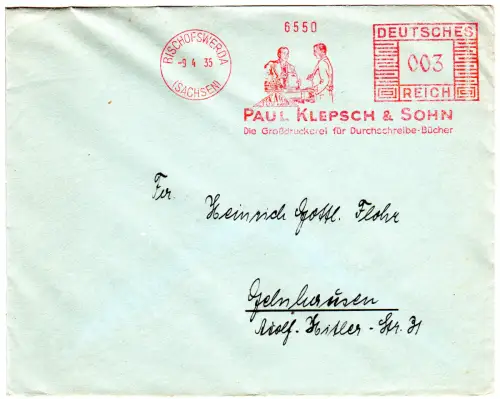 6550
BISCHOFSWERDA
-9 4 35
(SACHSEN)
DEUTSCHES
003
REICH
PAUL KLEPSCH & SOHN
Die Großdruckerei für Durchschreibe-Bücher
Fa.
Heinrich Gottl. Flohr
Gelnhausen
Adolf-Hitler-Str. 31